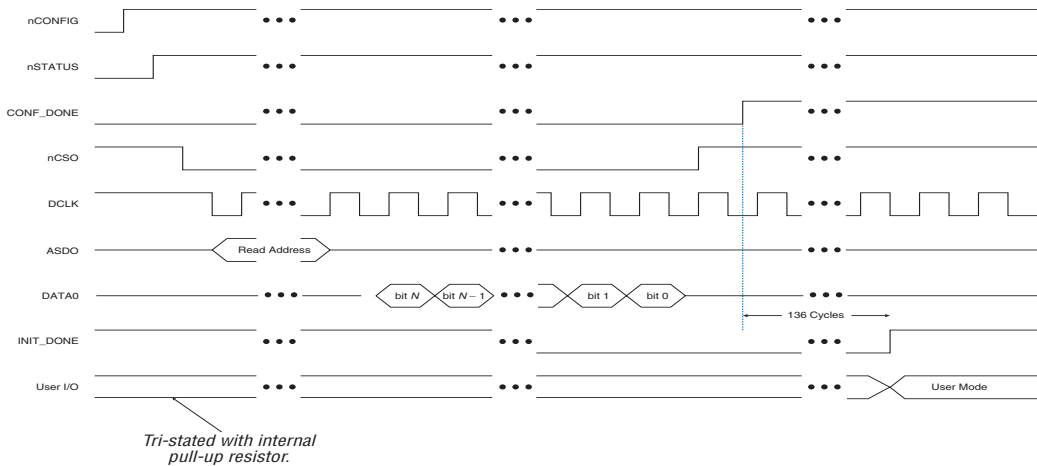 nCONFIG
nSTATUS
CONF_DONE
nCSO
DCLK
ASDO
Read Address
DATA0
bit N
bit N – 1
bit 1
bit 0
136 Cycles
INIT_DONE
User I/O
User Mode
Tri-stated with internal
pull-up resistor.